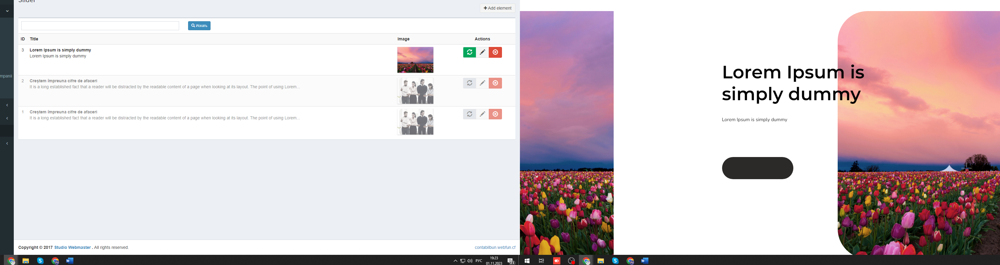 Slider
Add element
Искать
ID Title Image Actions
3 Lorem Ipsum is simply dummy
Lorem Ipsum is simply dummy
2 Creștem împreuna cifre de afaceri
It is a long established fact that a reader will be distracted by the readable content of a page when looking at its layout. The point of using Lorem...
1 Creștem împreuna cifre de afaceri
It is a long established fact that a reader will be distracted by the readable content of a page when looking at its layout. The point of using Lorem...
mpanii
Copyright © 2017 Studio Webmaster . All rights reserved.
contabilbun.webfun.cf
РУС
19:23
01.11.2023
23
Lorem Ipsum is
simply dummy
Lorem Ipsum is simply dummy